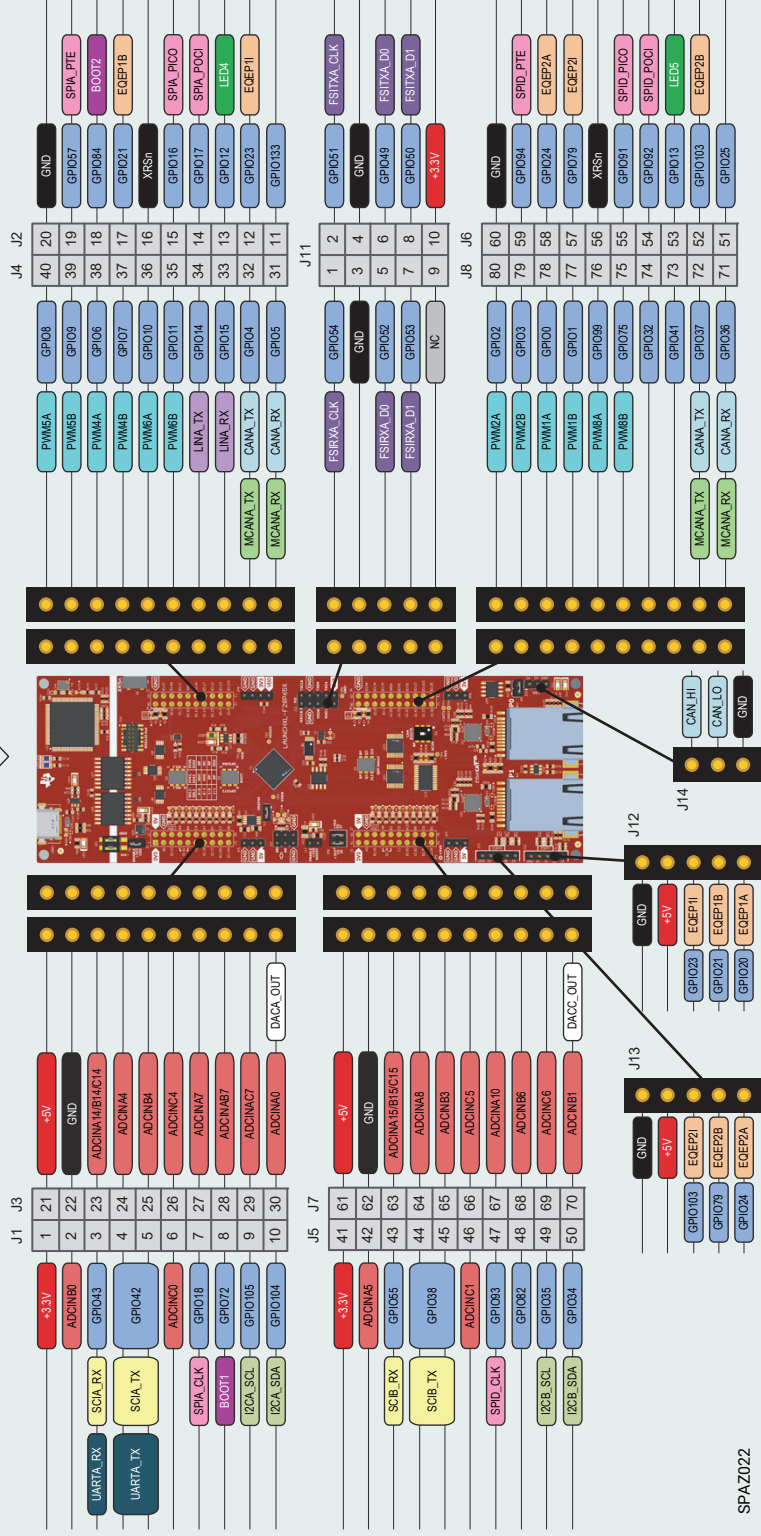 J1 J3
+3.3V 1 21 +5V
ADCINB0 2 22 GND
UARTA_RX SCIA_RX GPIO43 3 23 ADCINA14/B14/C14
UARTA_TX SCIA_TX GPIO42 4 24 ADCINA4
5 25 ADCINB4
ADCINC0 6 26 ADCINC4
SPIA_CLK GPIO18 7 27 ADCINA7
BOOT1 GPIO72 8 28 ADCINAB7
I2CA_SCL GPIO105 9 29 ADCINAC7
I2CA_SDA GPIO104 10 30 ADCINA0 DACA_OUT
J4 J2
PWM5A GPIO8 40 20 GND
PWM5B GPIO9 39 19 GPIO57 SPIA_PTE
PWM4A GPIO6 38 18 GPIO84 BOOT2
PWM4B GPIO7 37 17 GPIO21 EQEP1B
PWM6A GPIO10 36 16 XRSn
PWM6B GPIO11 35 15 GPIO16 SPIA_PICO
LINA_TX GPIO14 34 14 GPIO17 SPIA_POCI
LINA_RX GPIO15 33 13 GPIO12 LED4
MCANA_TX CANA_TX GPIO4 32 12 GPIO23 EQEP1I
MCANA_RX CANA_RX GPIO5 31 11 GPIO133
J11
FSIRXA_CLK GPIO54 1 2 GPIO51 FSITXA_CLK
GND 3 4 GND
FSIRXA_D0 GPIO52 5 6 GPIO49 FSITXA_D0
FSIRXA_D1 GPIO53 7 8 GPIO50 FSITXA_D1
NC 9 10 +3.3V
LAUNCHXL-F28P65X
J5 J7
+3.3V 41 61 +5V
ADCINA5 42 62 GND
SCIB_RX GPIO55 43 63 ADCINA15/B15/C15
SCIB_TX GPIO38 44 64 ADCINA8
45 65 ADCINB3
ADCINC1 46 66 ADCINC5
SPID_CLK GPIO93 47 67 ADCINA10
GPIO82 48 68 ADCINB6
I2CB_SCL GPIO35 49 69 ADCINC6
I2CB_SDA GPIO34 50 70 ADCINB1 DACC_OUT
J8 J6
PWM2A GPIO2 80 60 GND
PWM2B GPIO3 79 59 GPIO94 SPID_PTE
PWM1A GPIO0 78 58 GPIO24 EQEP2A
PWM1B GPIO1 77 57 GPIO79 EQEP2I
PWM8A GPIO99 76 56 XRSn
PWM8B GPIO75 75 55 GPIO91 SPID_PICO
GPIO32 74 54 GPIO92 SPID_POCI
GPIO41 73 53 GPIO13 LED5
MCANA_TX CANA_TX GPIO37 72 52 GPIO103 EQEP2B
MCANA_RX CANA_RX GPIO36 71 51 GPIO25
J13
GND
+5V
GPIO103 EQEP2I
GPIO79 EQEP2B
GPIO24 EQEP2A
J12
GND
+5V
GPIO23 EQEP1I
GPIO21 EQEP1B
GPIO20 EQEP1A
J14
CAN_HI
CAN_LO
GND
SPAZ022